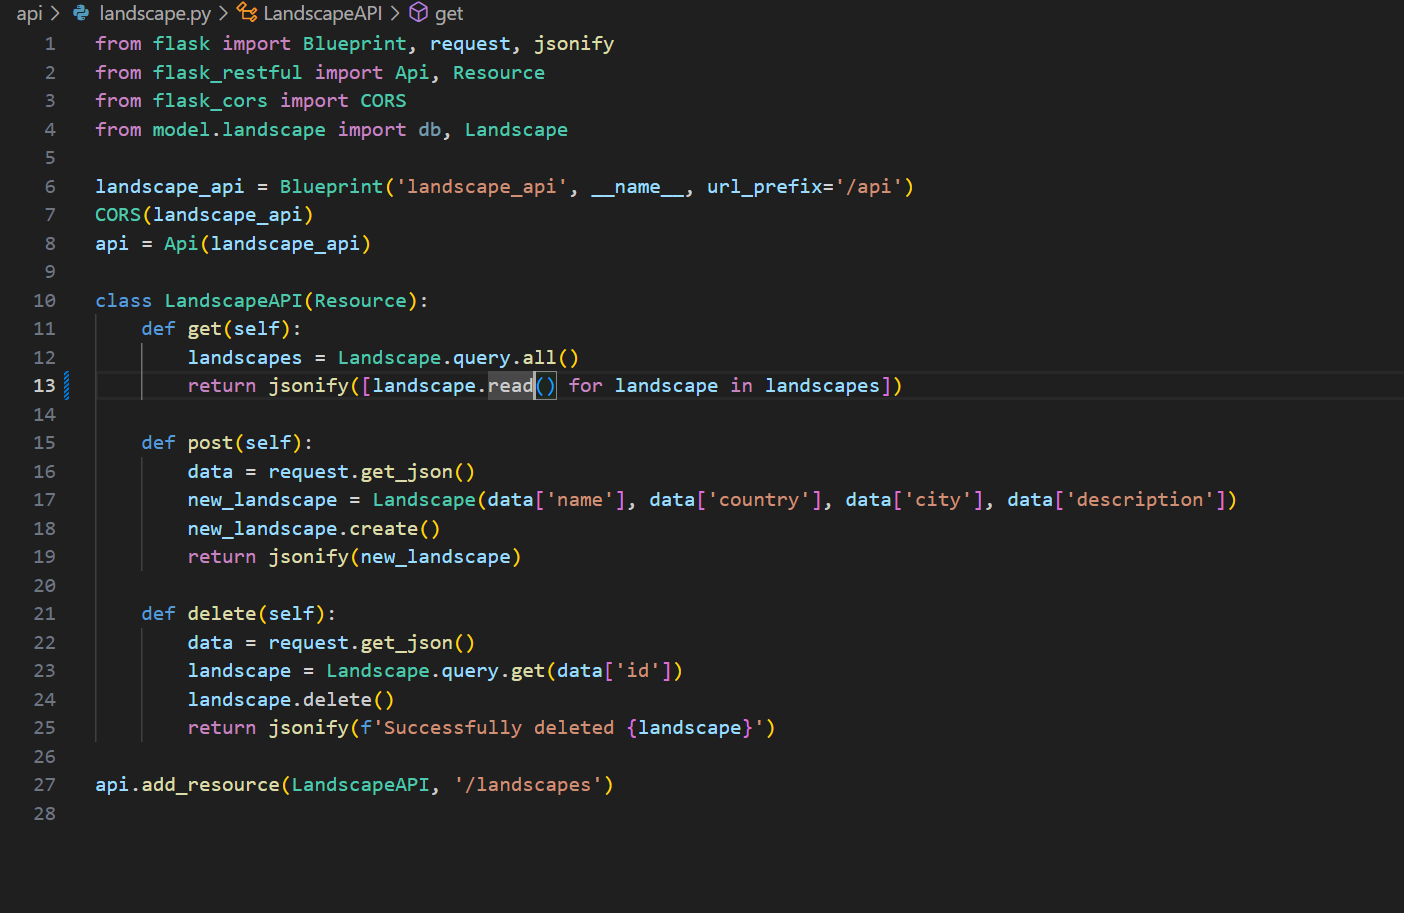 api > landscape.py > LandscapeAPI > get
1 from flask import Blueprint, request, jsonify
2 from flask_restful import Api, Resource
3 from flask_cors import CORS
4 from model.landscape import db, Landscape
5
6 landscape_api = Blueprint('landscape_api', __name__, url_prefix='/api')
7 CORS(landscape_api)
8 api = Api(landscape_api)
9
10 class LandscapeAPI(Resource):
11     def get(self):
12         landscapes = Landscape.query.all()
13         return jsonify([landscape.read() for landscape in landscapes])
14
15     def post(self):
16         data = request.get_json()
17         new_landscape = Landscape(data['name'], data['country'], data['city'], data['description'])
18         new_landscape.create()
19         return jsonify(new_landscape)
20
21     def delete(self):
22         data = request.get_json()
23         landscape = Landscape.query.get(data['id'])
24         landscape.delete()
25         return jsonify(f'Successfully deleted {landscape}')
26
27 api.add_resource(LandscapeAPI, '/landscapes')
28